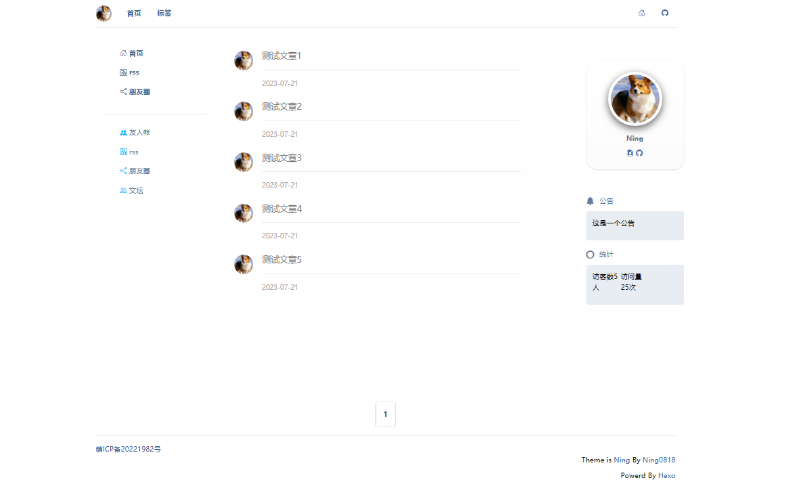 首页 标签
首页
rss
朋友圈
友人帐
rss
朋友圈
文坛
测试文章1
2023-07-21
测试文章2
2023-07-21
测试文章3
2023-07-21
测试文章4
2023-07-21
测试文章5
2023-07-21
Ning
公告
这是一个公告
统计
访客数5 访问量
人 25次
1
萌ICP备20221982号
Theme is Ning By Ning0818
Powerd By Hexo